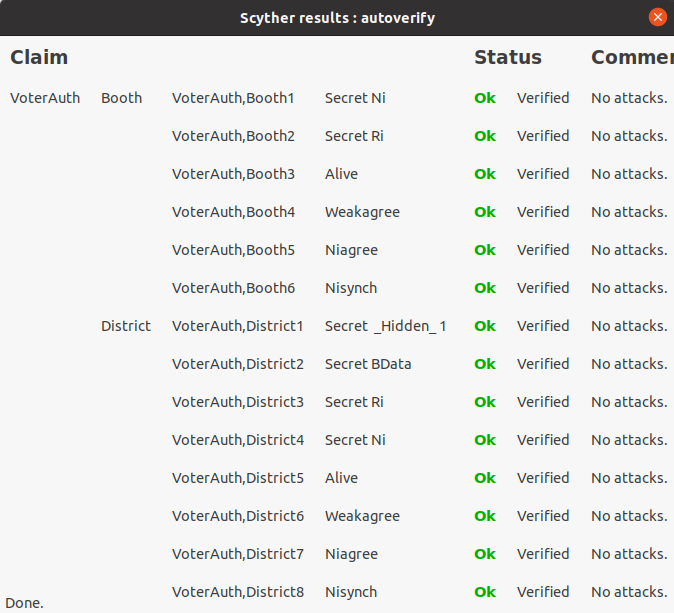 Scyther results : autoverify
Claim Status Commen
VoterAuth Booth VoterAuth,Booth1 Secret Ni Ok Verified No attacks.
VoterAuth,Booth2 Secret Ri Ok Verified No attacks.
VoterAuth,Booth3 Alive Ok Verified No attacks.
VoterAuth,Booth4 Weakagree Ok Verified No attacks.
VoterAuth,Booth5 Niagree Ok Verified No attacks.
VoterAuth,Booth6 Nisynch Ok Verified No attacks.
District VoterAuth,District1 Secret _Hidden_ 1 Ok Verified No attacks.
VoterAuth,District2 Secret BData Ok Verified No attacks.
VoterAuth,District3 Secret Ri Ok Verified No attacks.
VoterAuth,District4 Secret Ni Ok Verified No attacks.
VoterAuth,District5 Alive Ok Verified No attacks.
VoterAuth,District6 Weakagree Ok Verified No attacks.
VoterAuth,District7 Niagree Ok Verified No attacks.
VoterAuth,District8 Nisynch Ok Verified No attacks.
Done.